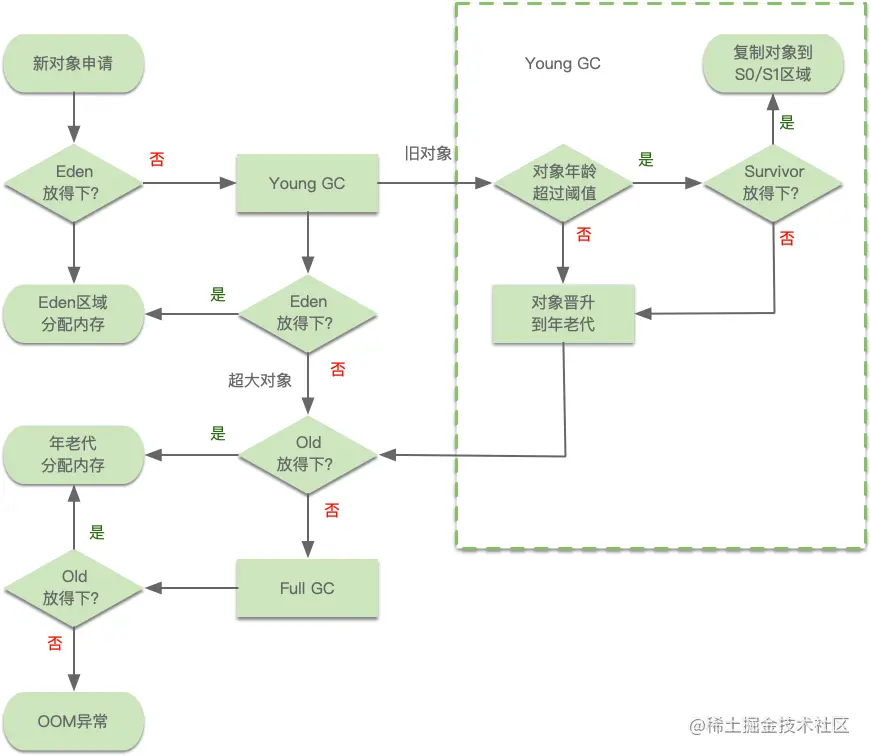 新对象申请
Eden
放得下?
否
Young GC
旧对象
Young GC
对象年龄
超过阈值
是
Survivor
放得下?
是
复制对象到
S0/S1区域
否
否
对象晋升
到年老代
Eden区域
分配内存
是
Eden
放得下?
超大对象
否
年老代
分配内存
是
Old
放得下?
否
是
Old
放得下?
Full GC
否
OOM异常
@稀土掘金技术社区